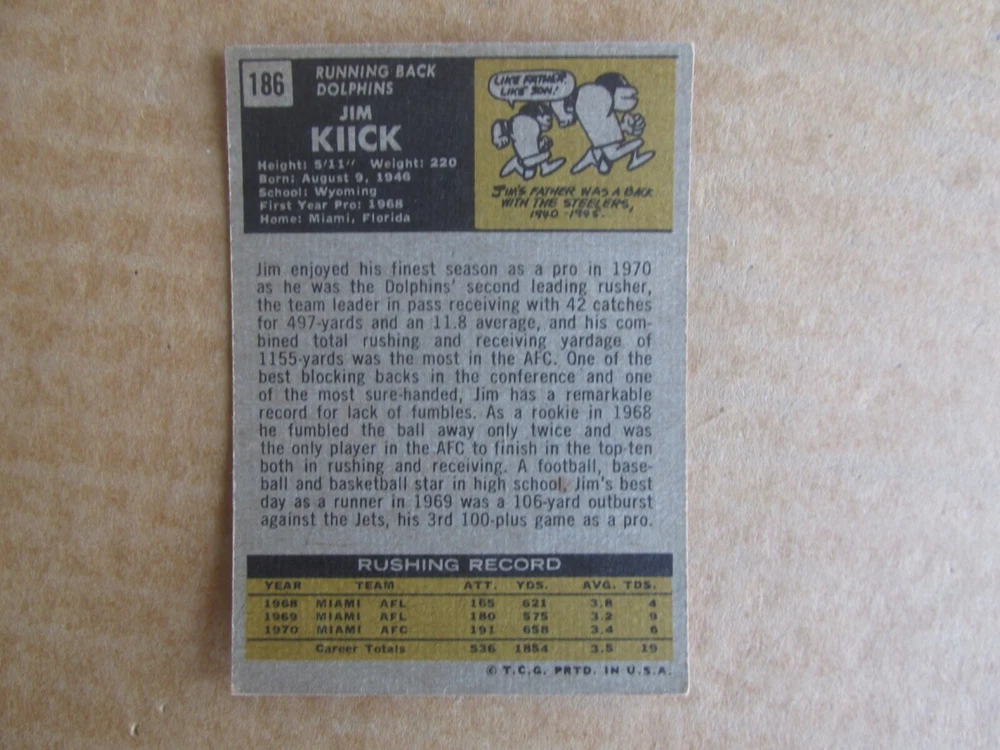 186
RUNNING BACK
DOLPHINS
JIM
KIICK
Height: 5'11" Weight: 220
Born: August 9, 1946
School: Wyoming
First Year Pro: 1968
Home: Miami, Florida
LIKE FATHER,
LIKE SON!
JIM'S FATHER WAS A BACK
WITH THE STEELERS,
1940-1945.
Jim enjoyed his finest season as a pro in 1970
as he was the Dolphins' second leading rusher,
the team leader in pass receiving with 42 catches
for 497-yards and an 11.8 average, and his com-
bined total rushing and receiving yardage of
1155-yards was the most in the AFC. One of the
best blocking backs in the conference and one
of the most sure-handed, Jim has a remarkable
record for lack of fumbles. As a rookie in 1968
he fumbled the ball away only twice and was
the only player in the AFC to finish in the top-ten
both in rushing and receiving. A football, base-
ball and basketball star in high school, Jim's best
day as a runner in 1969 was a 106-yard outburst
against the Jets, his 3rd 100-plus game as a pro.
RUSHING RECORD
YEAR TEAM ATT. YDS. AVG. TDS.
1968 MIAMI AFL 165 621 3.8 4
1969 MIAMI AFL 180 575 3.2 9
1970 MIAMI AFC 191 658 3.4 6
Career Totals 536 1854 3.5 19
© T.C.G. PRTD. IN U.S.A.